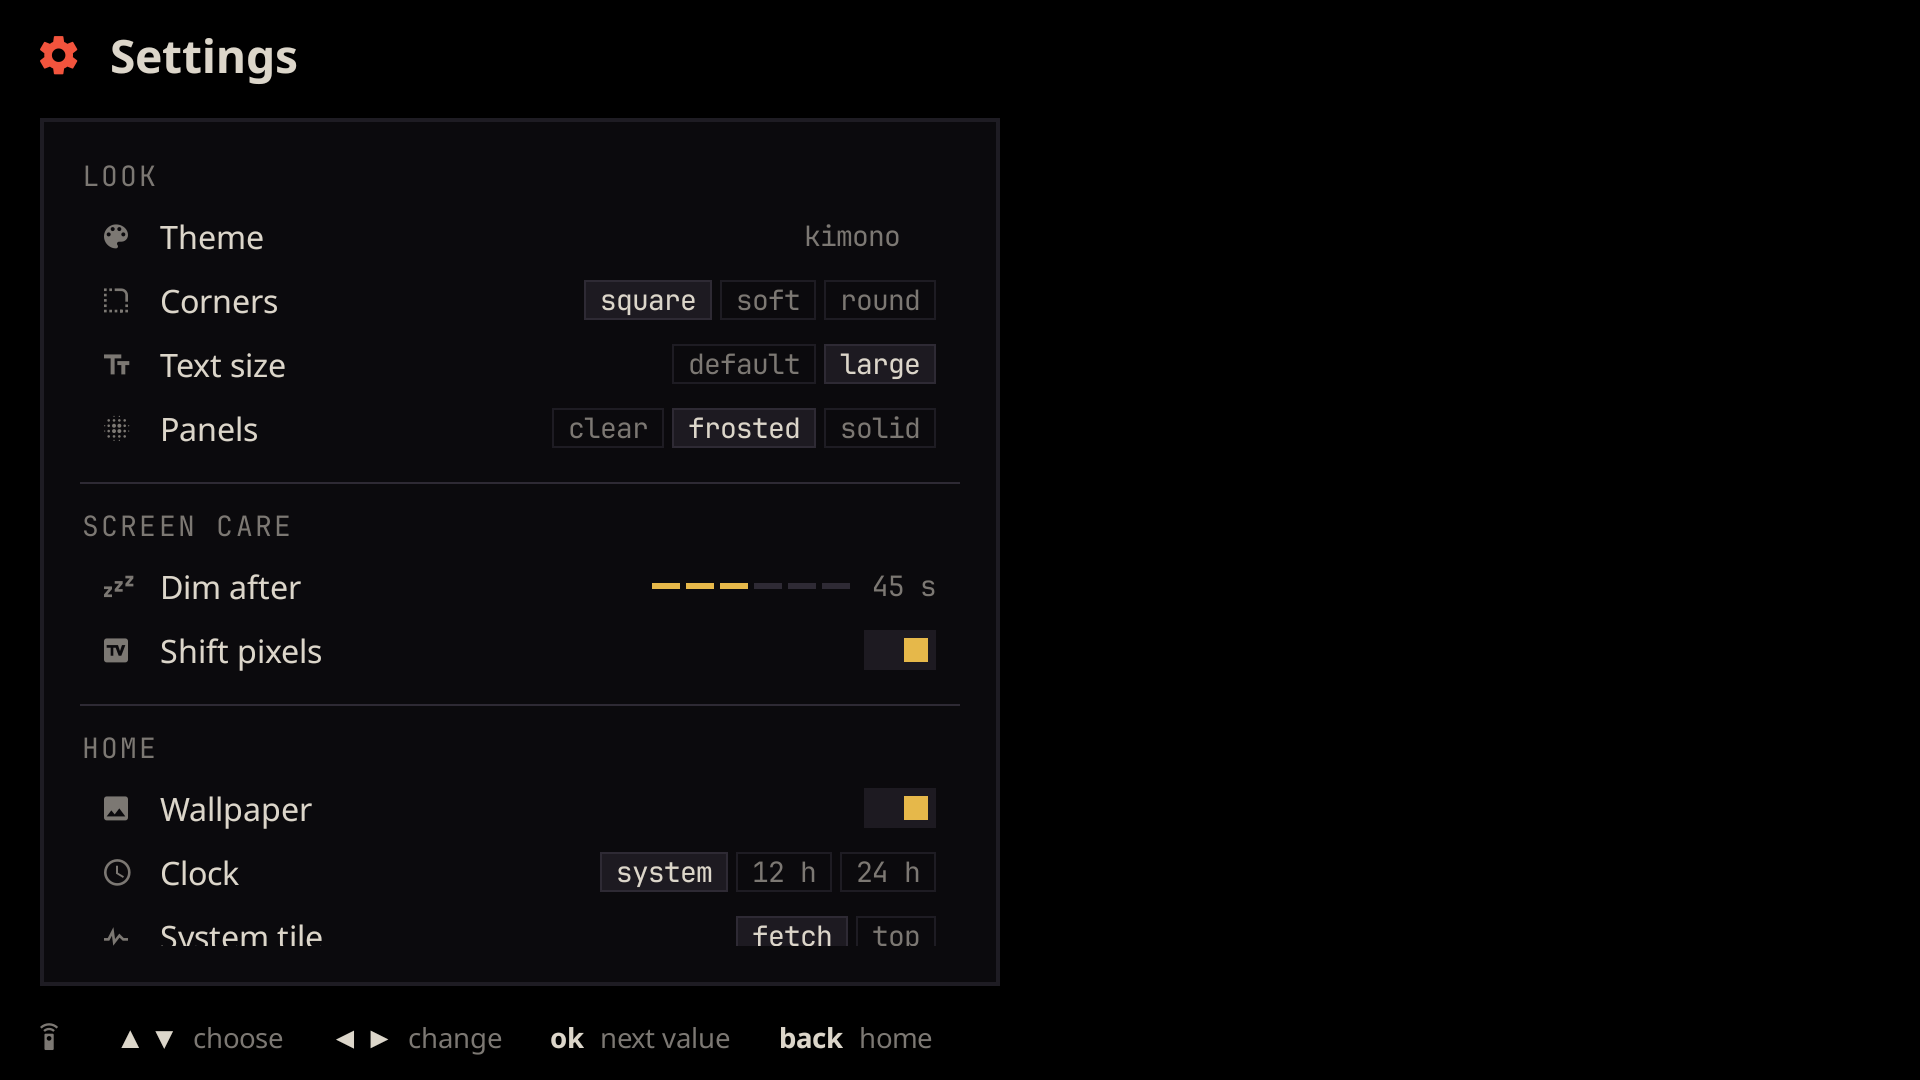 Settings
LOOK
Theme kimono
Corners square soft round
Text size default large
Panels clear frosted solid
SCREEN CARE
Dim after 45 s
Shift pixels
HOME
Wallpaper
Clock system 12 h 24 h
System tile fetch top
▲ ▼ choose ◀ ▶ change ok next value back home